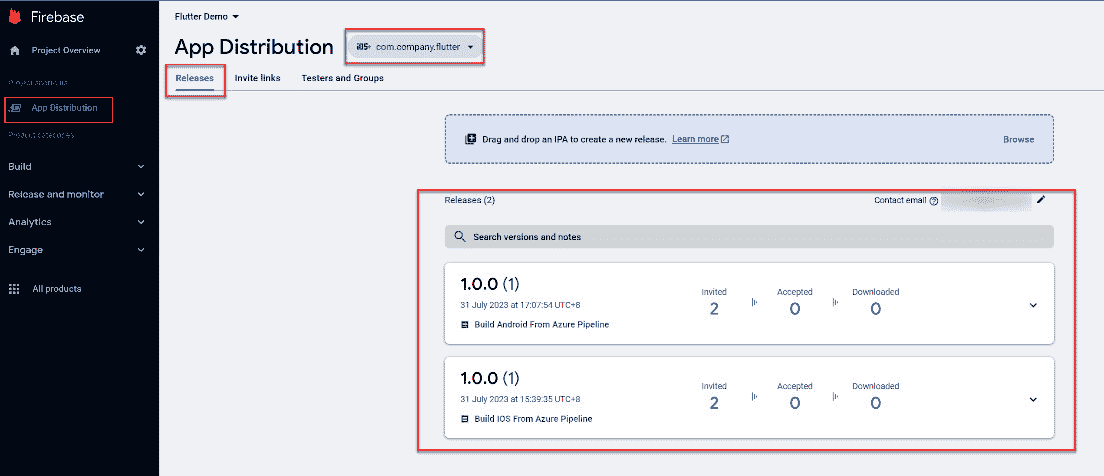 Firebase
Project Overview
App Distribution
Build
Release and monitor
Analytics
Engage
All products
Flutter Demo
App Distribution
iOS+ com.company.flutter
Releases Invite links Testers and Groups
Drag and drop an IPA to create a new release. Learn more Browse
Releases (2) Contact email
Search versions and notes
1.0.0 (1)
31 July 2023 at 17:07:54 UTC+8
Build Android From Azure Pipeline
Invited Accepted Downloaded
2 0 0
1.0.0 (1)
31 July 2023 at 15:39:35 UTC+8
Build IOS From Azure Pipeline
Invited Accepted Downloaded
2 0 0